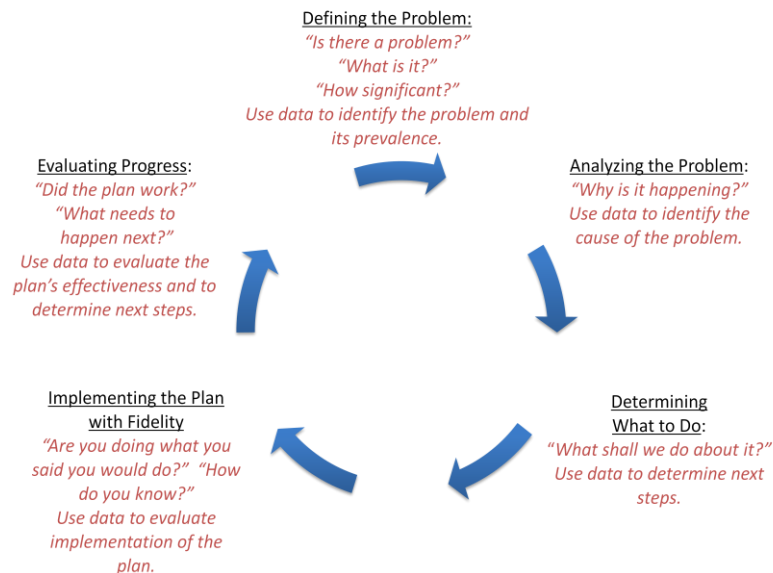 Defining the Problem:
“Is there a problem?”
“What is it?”
“How significant?”
Use data to identify the problem and
its prevalence.
Analyzing the Problem:
“Why is it happening?”
Use data to identify the
cause of the problem.
Determining
What to Do:
“What shall we do about it?”
Use data to determine next
steps.
Implementing the Plan
with Fidelity
“Are you doing what you
said you would do?” “How
do you know?”
Use data to evaluate
implementation of the
plan.
Evaluating Progress:
“Did the plan work?”
“What needs to
happen next?”
Use data to evaluate the
plan’s effectiveness and to
determine next steps.